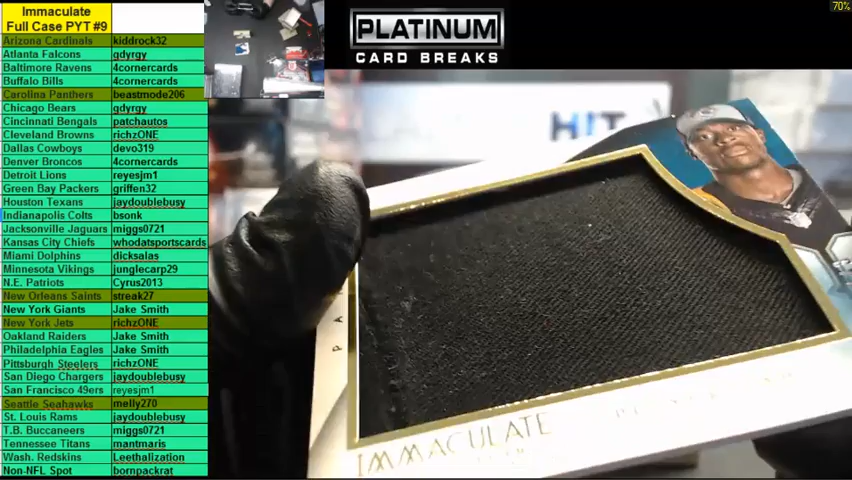 Immaculate
Full Case PYT #9
Arizona Cardinals kiddrock32
Atlanta Falcons gdyrgy
Baltimore Ravens 4cornercards
Buffalo Bills 4cornercards
Carolina Panthers beastmode206
Chicago Bears gdyrgy
Cincinnati Bengals patchautos
Cleveland Browns richzONE
Dallas Cowboys devo319
Denver Broncos 4cornercards
Detroit Lions reyesjm1
Green Bay Packers griffen32
Houston Texans jaydoublebusy
Indianapolis Colts bsonk
Jacksonville Jaguars miggs0721
Kansas City Chiefs whodatsportscards
Miami Dolphins dicksalas
Minnesota Vikings junglecarp29
N.E. Patriots Cyrus2013
New Orleans Saints streak27
New York Giants Jake Smith
New York Jets richzONE
Oakland Raiders Jake Smith
Philadelphia Eagles Jake Smith
Pittsburgh Steelers richzONE
San Diego Chargers jaydoublebusy
San Francisco 49ers reyesjm1
Seattle Seahawks melly270
St. Louis Rams jaydoublebusy
T.B. Buccaneers miggs0721
Tennessee Titans mantmaris
Wash. Redskins Leethalization
Non-NFL Spot bornpackrat
PLATINUM
CARD BREAKS
70%
HIT
IMMACULATE